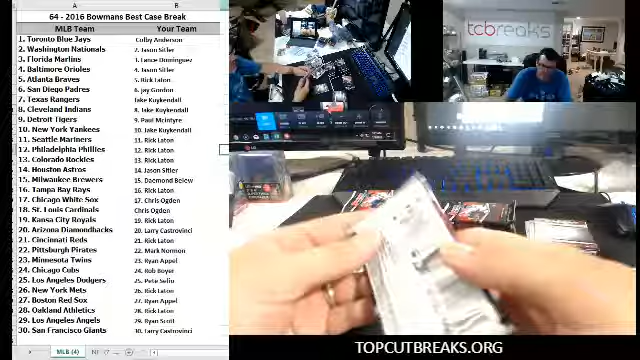 64 - 2016 Bowmans Best Case Break
A
B
MLB Team
MLB Team
1. Toronto Blue Jays Colby Anderson
2. Washington Nationals 2. Jason Sitler
3. Florida Marlins 3. Lance Dominguez
4. Baltimore Orioles 4. Jason Sitler
5. Atlanta Braves 5. Rick Laton
6. San Diego Padres 6. Jay Gordon
7. Texas Rangers Jake Kuykendall
8. Cleveland Indians 8. Jake Kuykendall
9. Detroit Tigers 9. Paul McIntyre
10. New York Yankees 10. Jake Kuykendall
11. Seattle Mariners 11. Rick Laton
12. Philadelphia Phillies 12. Rick Laton
13. Colorado Rockies 13. Rick Laton
14. Houston Astros 14. Jason Sitler
15. Milwaukee Brewers 15. Daemond Below
16. Tampa Bay Rays 16. Rick Laton
17. Chicago White Sox 17. Chris Ogden
18. St. Louis Cardinals Chris Ogden
19. Kansas City Royals 19. Rick Laton
20. Arizona Diamondbacks 20. Larry Castrovinci
21. Cincinnati Reds 21. Rick Laton
22. Pittsburgh Pirates 22. Mark Normon
23. Minnesota Twins 23. Ryan Appel
24. Chicago Cubs 24. Rob Boyer
25. Los Angeles Dodgers 25. Pete Selio
26. New York Mets 26. Rick Laton
27. Boston Red Sox 27. Ryan Appel
28. Oakland Athletics 28. Rick Laton
29. Los Angeles Angels 29. Ryan Scott
30. San Francisco Giants 30. Larry Castrovinci
MLB (4)
tcbreaks
TOPCUTBREAKS.ORG